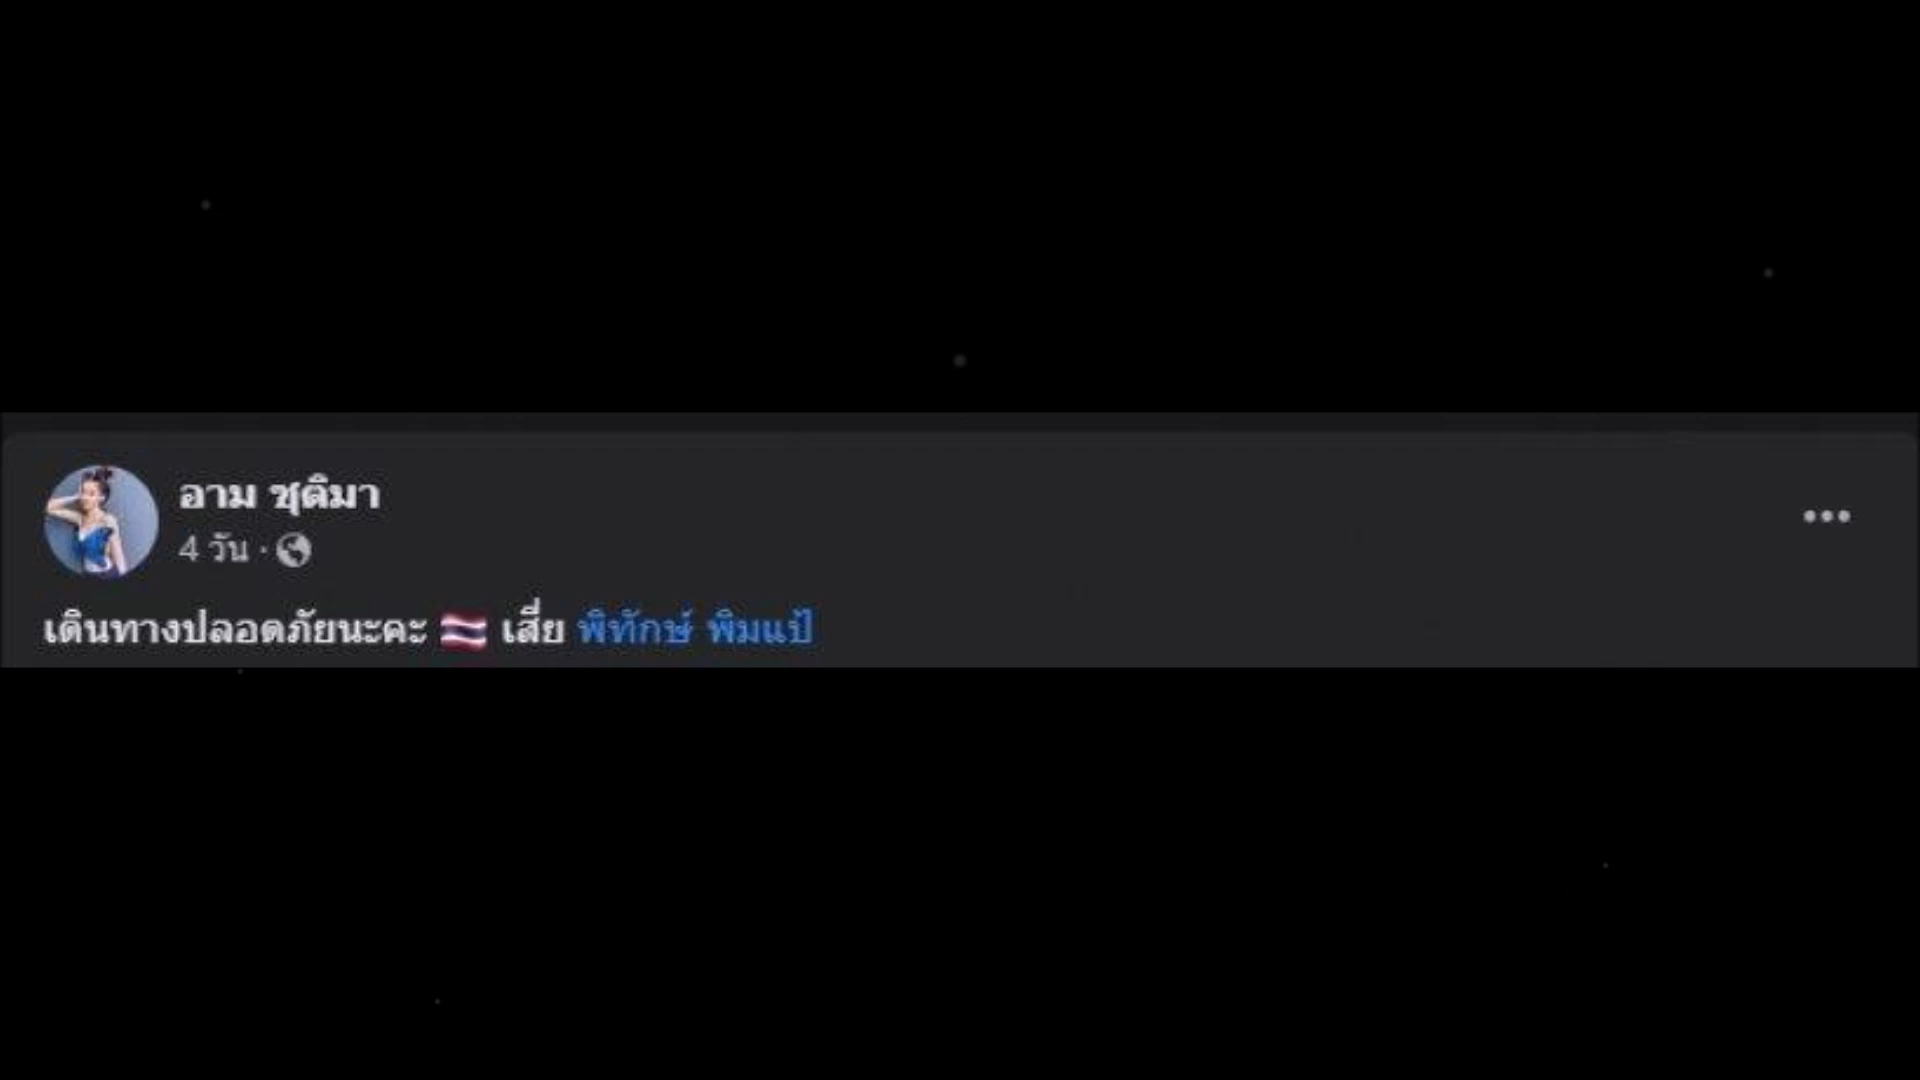 อาม ชุติมา
4 วัน ·
เดินทางปลอดภัยนะคะ 🇹🇭 เสี่ย พิทักษ์ พิมแป้